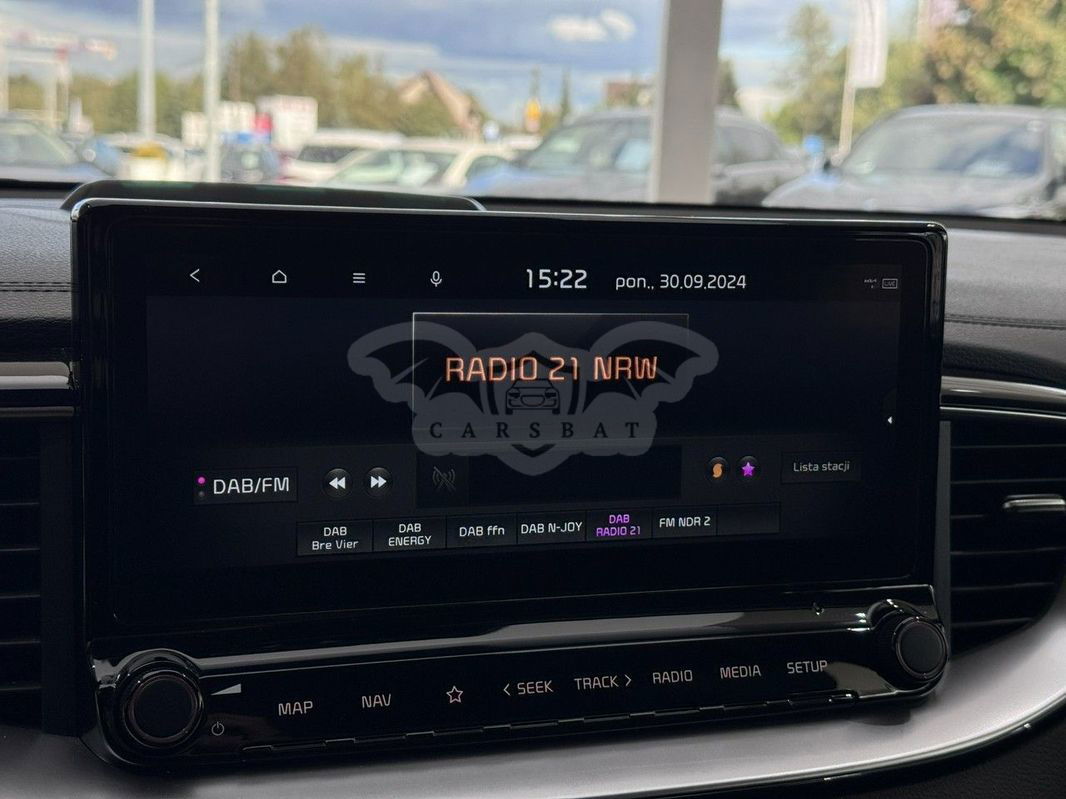 15:22 pon., 30.09.2024
LIVE
RADIO 21 NRW
CARSBAT
Lista stacji
DAB/FM
DAB
Bre Vier
DAB
ENERGY
DAB ffn
DAB N-JOY
DAB
RADIO 21
FM NDR 2
MAP
NAV
< SEEK
TRACK >
RADIO
MEDIA
SETUP